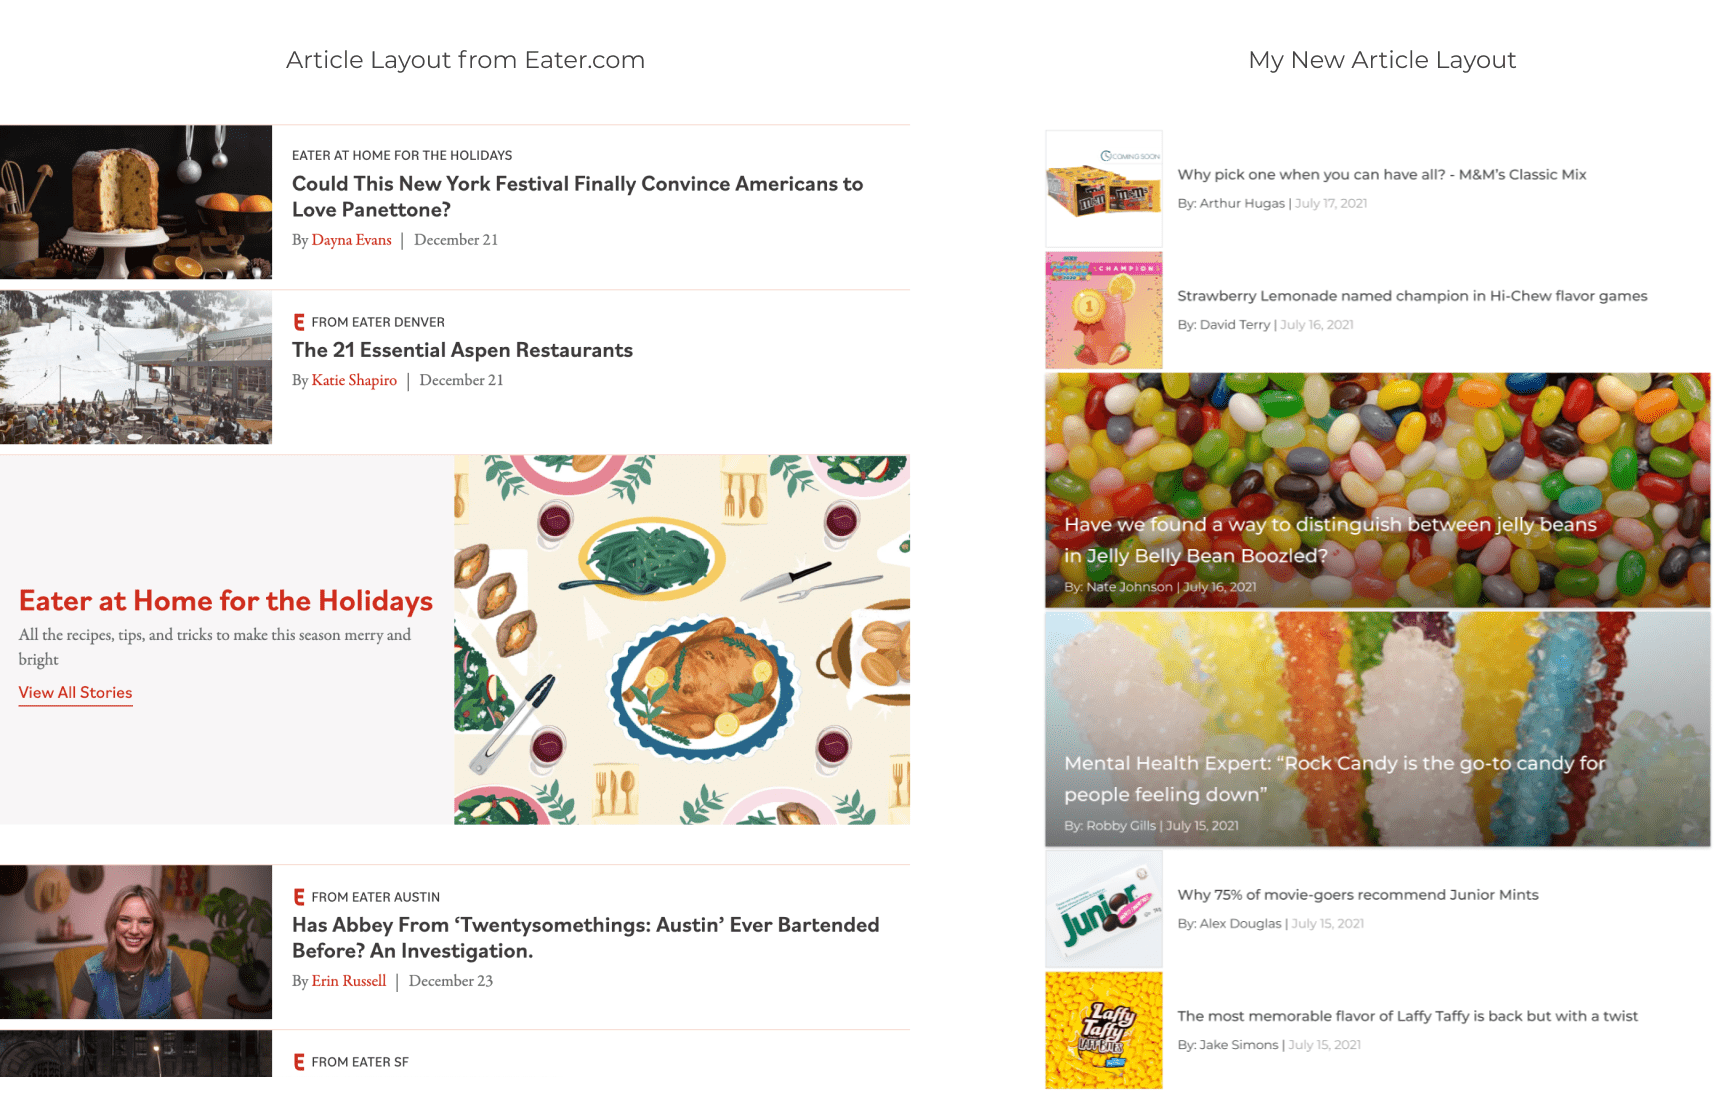 Article Layout from Eater.com
EATER AT HOME FOR THE HOLIDAYS
Could This New York Festival Finally Convince Americans to
Love Panettone?
By Dayna Evans | December 21
E FROM EATER DENVER
The 21 Essential Aspen Restaurants
By Katie Shapiro | December 21
Eater at Home for the Holidays
All the recipes, tips, and tricks to make this season merry and
bright
View All Stories
E FROM EATER AUSTIN
Has Abbey From ‘Twentysomethings: Austin’ Ever Bartended
Before? An Investigation.
By Erin Russell | December 23
E FROM EATER SF
My New Article Layout
COMING SOON
m&m's
m&m's
Why pick one when you can have all? - M&M’s Classic Mix
By: Arthur Hugas | July 17, 2021
CHAMPION
1
Strawberry Lemonade named champion in Hi-Chew flavor games
By: David Terry | July 16, 2021
Have we found a way to distinguish between jelly beans
in Jelly Belly Bean Boozled?
By: Nate Johnson | July 16, 2021
Mental Health Expert: “Rock Candy is the go-to candy for
people feeling down”
By: Robby Gills | July 15, 2021
Junior
Why 75% of movie-goers recommend Junior Mints
By: Alex Douglas | July 15, 2021
Laffy
Taffy
LAFF BITES
The most memorable flavor of Laffy Taffy is back but with a twist
By: Jake Simons | July 15, 2021